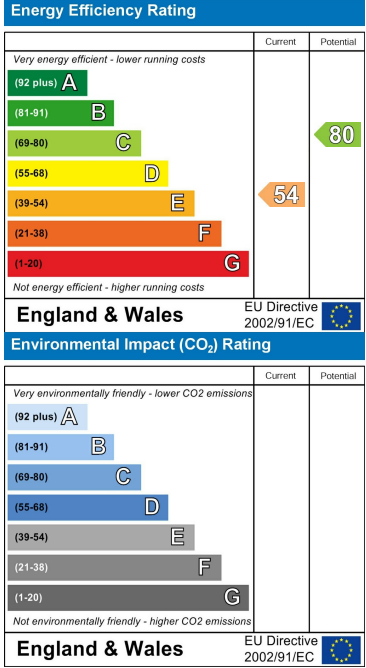 Energy Efficiency Rating
Current Potential
Very energy efficient - lower running costs
(92 plus) A
(81-91) B
(69-80) C
(55-68) D
(39-54) E
(21-38) F
(1-20) G
80
54
Not energy efficient - higher running costs
England & Wales
EU Directive
2002/91/EC
Environmental Impact (CO₂) Rating
Current Potential
Very environmentally friendly - lower CO2 emissions
(92 plus) A
(81-91) B
(69-80) C
(55-68) D
(39-54) E
(21-38) F
(1-20) G
Not environmentally friendly - higher CO2 emissions
England & Wales
EU Directive
2002/91/EC